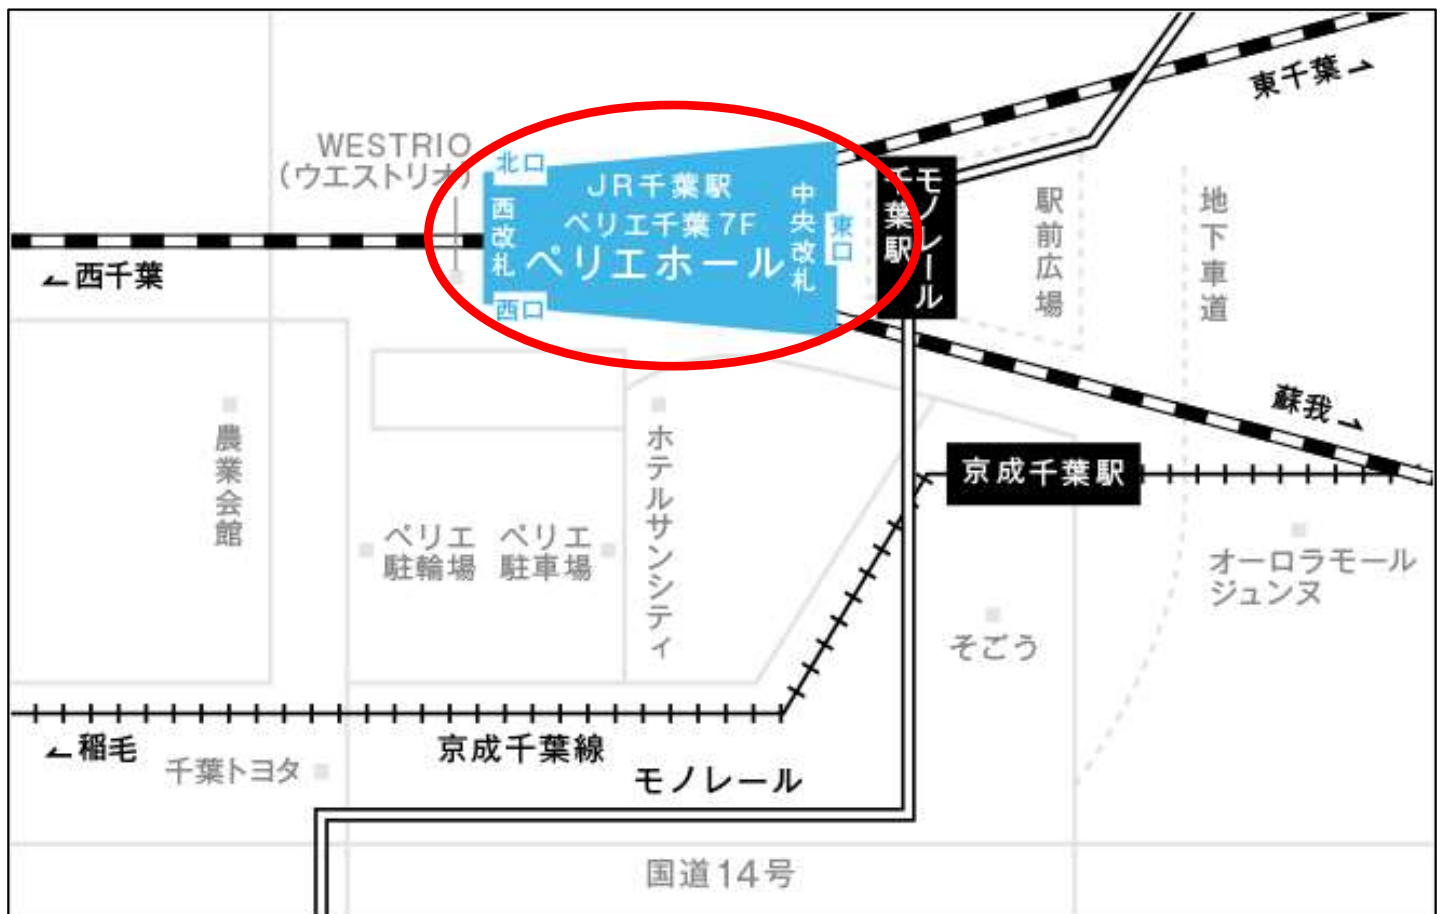 東千葉
WESTRIO
(ウエストリオ)
北口
JR千葉駅
ペリエ千葉 7F
ペリエホール
西改札
中央改札
東口
西口
モノレール
千葉駅
駅前広場
地下車道
西千葉
蘇我
農業会館
ホテルサンシティ
京成千葉駅
ペリエ
駐輪場
ペリエ
駐車場
オーロラモール
ジュンヌ
そごう
稲毛
京成千葉線
千葉トヨタ
モノレール
国道14号